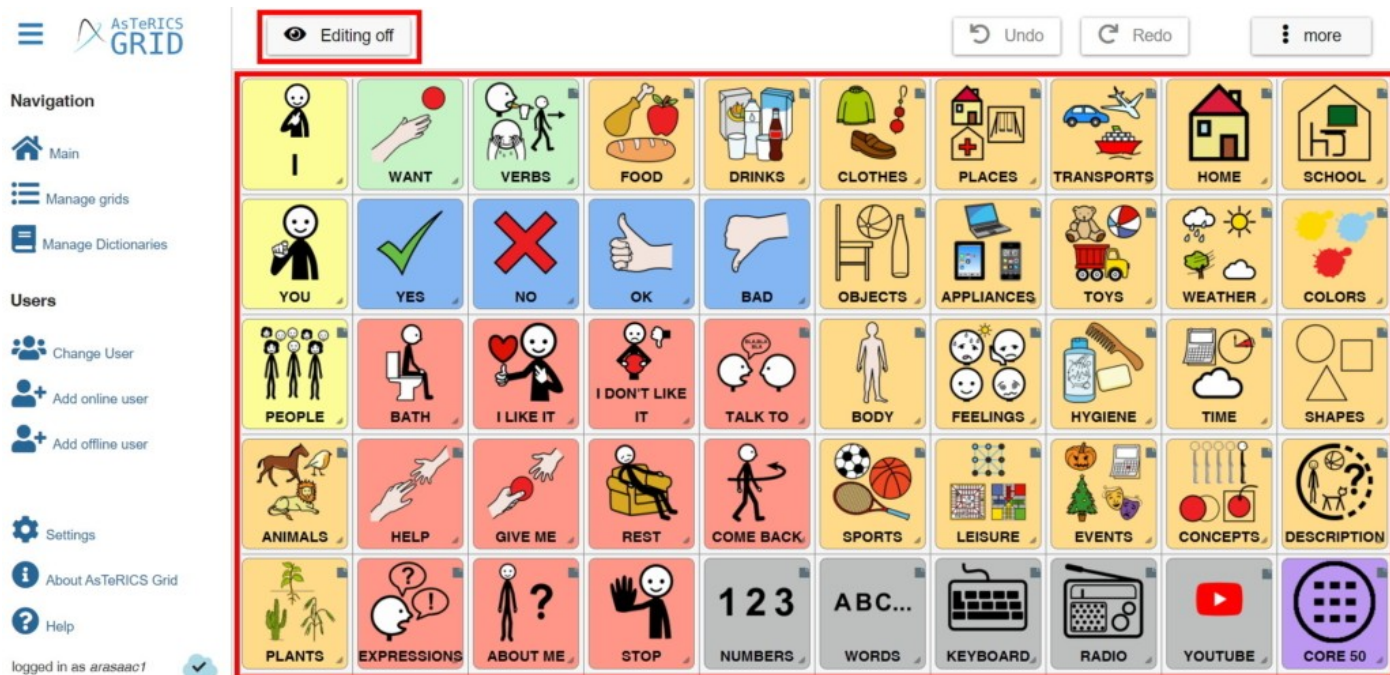 AsTeRICS
GRID
Editing off
Undo
Redo
more
Navigation
Main
Manage grids
Manage Dictionaries
Users
Change User
Add online user
Add offline user
Settings
About AsTeRICS Grid
Help
logged in as arasaac1
I
WANT
VERBS
FOOD
DRINKS
CLOTHES
PLACES
TRANSPORTS
HOME
SCHOOL
YOU
YES
NO
OK
BAD
OBJECTS
APPLIANCES
TOYS
WEATHER
COLORS
PEOPLE
BATH
I LIKE IT
I DON'T LIKE
IT
BLA,BLA
BLA
TALK TO
BODY
FEELINGS
HYGIENE
TIME
SHAPES
ANIMALS
HELP
GIVE ME
REST
COME BACK
SPORTS
LEISURE
EVENTS
CONCEPTS
DESCRIPTION
?
!
EXPRESSIONS
PLANTS
?
ABOUT ME
STOP
1 2 3
NUMBERS
ABC...
WORDS
KEYBOARD
RADIO
YOUTUBE
CORE 50